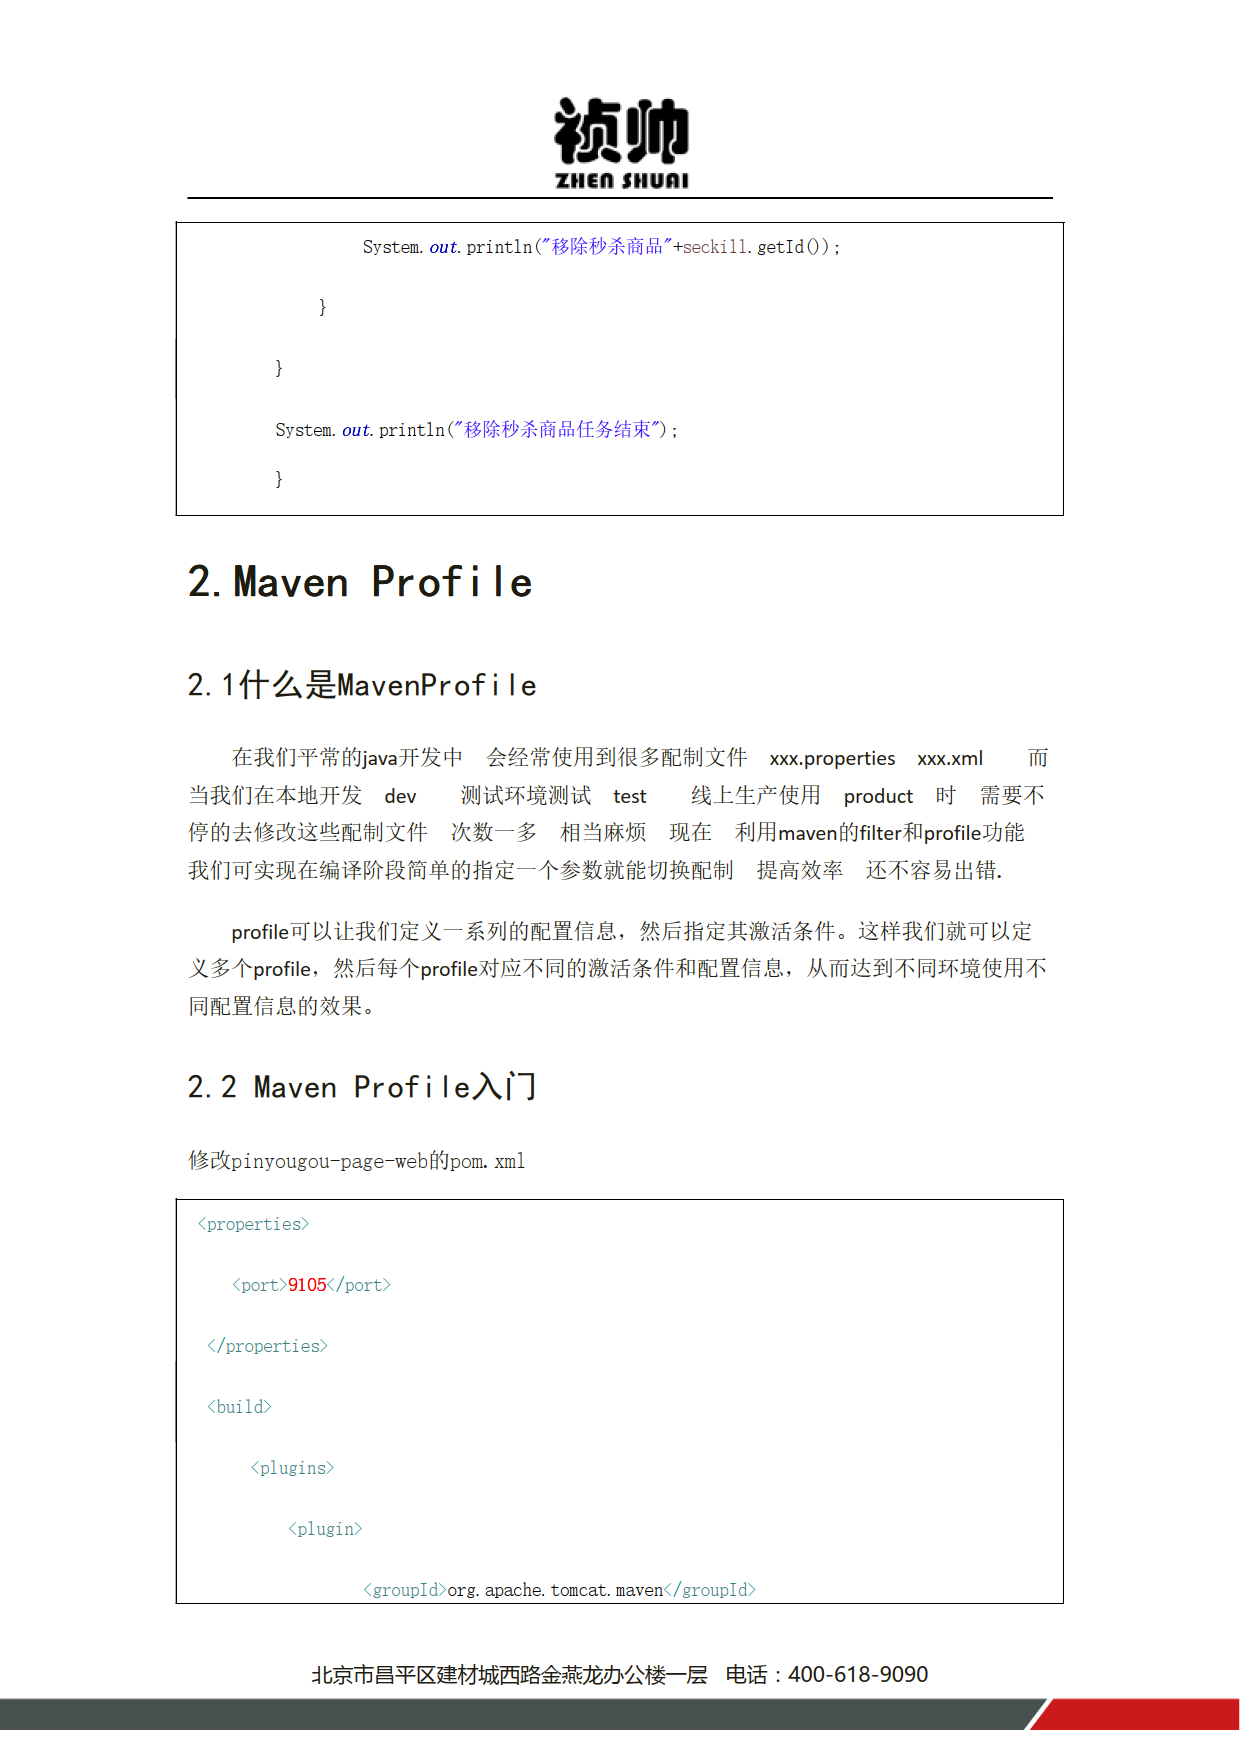 祯帅
ZHEN SHUAI
System.out.println("移除秒杀商品"+seckill.getId());
}
}
System.out.println("移除秒杀商品任务结束");
}
2.Maven Profile
2.1什么是MavenProfile
在我们平常的java开发中 会经常使用到很多配制文件 xxx.properties xxx.xml 而
当我们在本地开发 dev 测试环境测试 test 线上生产使用 product 时 需要不
停的去修改这些配制文件 次数一多 相当麻烦 现在 利用maven的filter和profile功能
我们可实现在编译阶段简单的指定一个参数就能切换配制 提高效率 还不容易出错.
profile可以让我们定义一系列的配置信息，然后指定其激活条件。这样我们就可以定
义多个profile，然后每个profile对应不同的激活条件和配置信息，从而达到不同环境使用不
同配置信息的效果。
2.2 Maven Profile入门
修改pinyougou-page-web的pom.xml
<properties>
<port>9105</port>
</properties>
<build>
<plugins>
<plugin>
<groupId>org.apache.tomcat.maven</groupId>
北京市昌平区建材城西路金燕龙办公楼一层 电话：400-618-9090